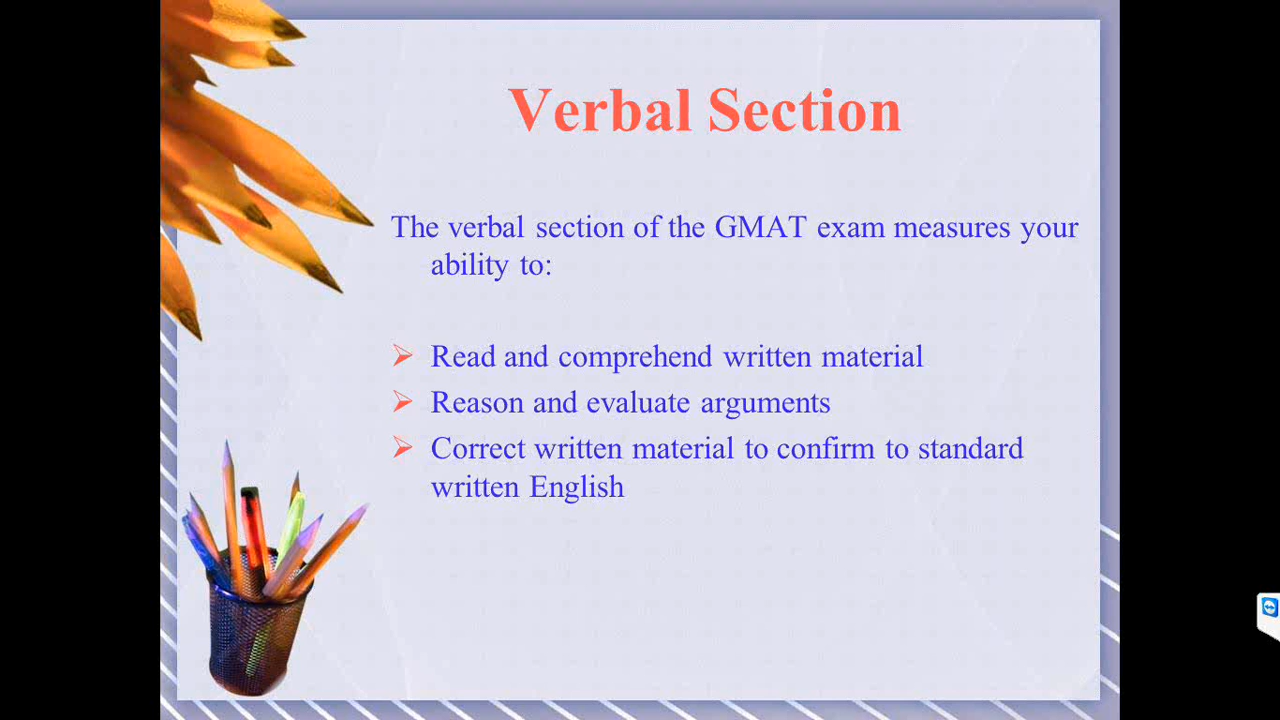 Verbal Section
The verbal section of the GMAT exam measures your
ability to:
Read and comprehend written material
Reason and evaluate arguments
Correct written material to confirm to standard
written English